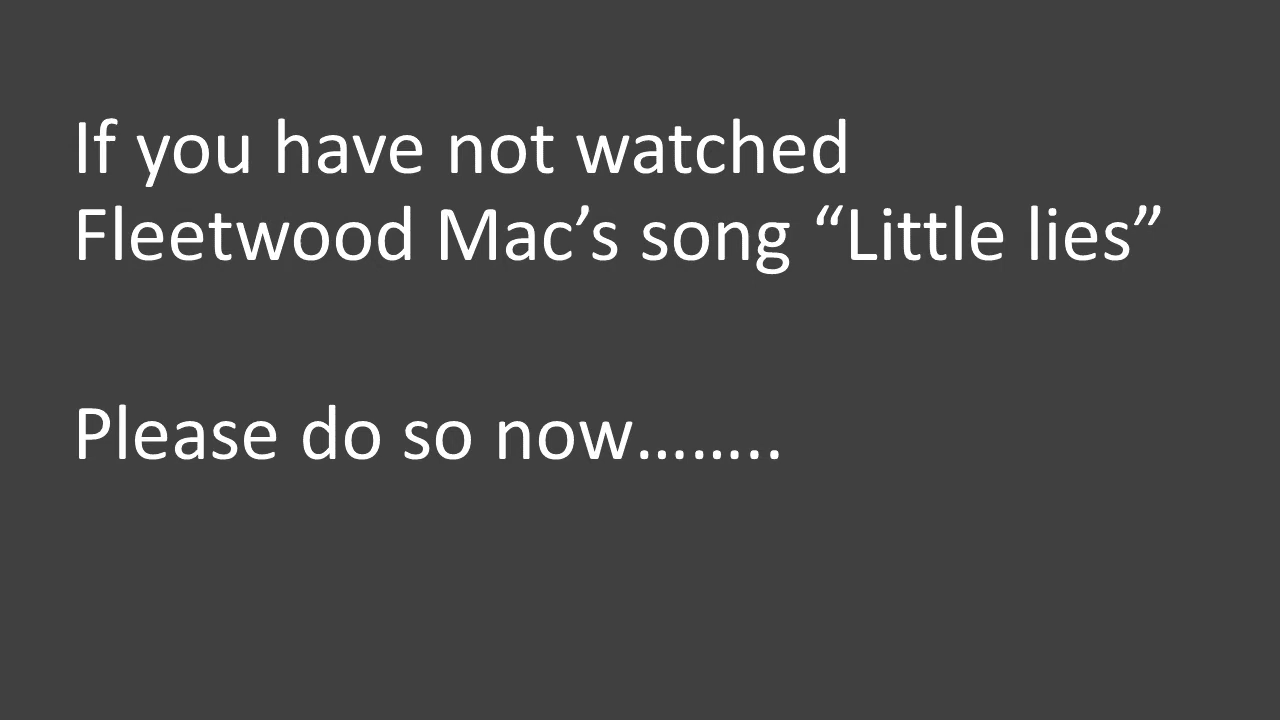 If you have not watched
Fleetwood Mac’s song “Little lies”
Please do so now……..